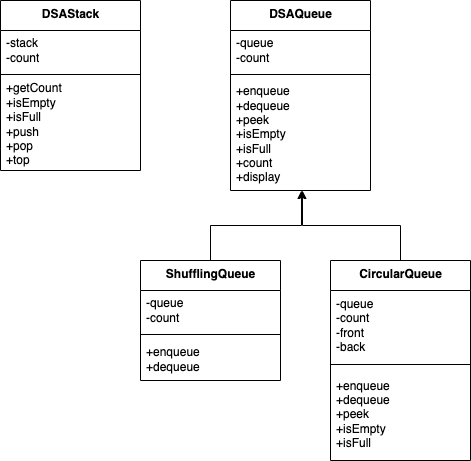 DSAStack
-stack
-count
+getCount
+isEmpty
+isFull
+push
+pop
+top
DSAQueue
-queue
-count
+enqueue
+dequeue
+peek
+isEmpty
+isFull
+count
+display
ShufflingQueue
-queue
-count
+enqueue
+dequeue
CircularQueue
-queue
-count
-front
-back
+enqueue
+dequeue
+peek
+isEmpty
+isFull